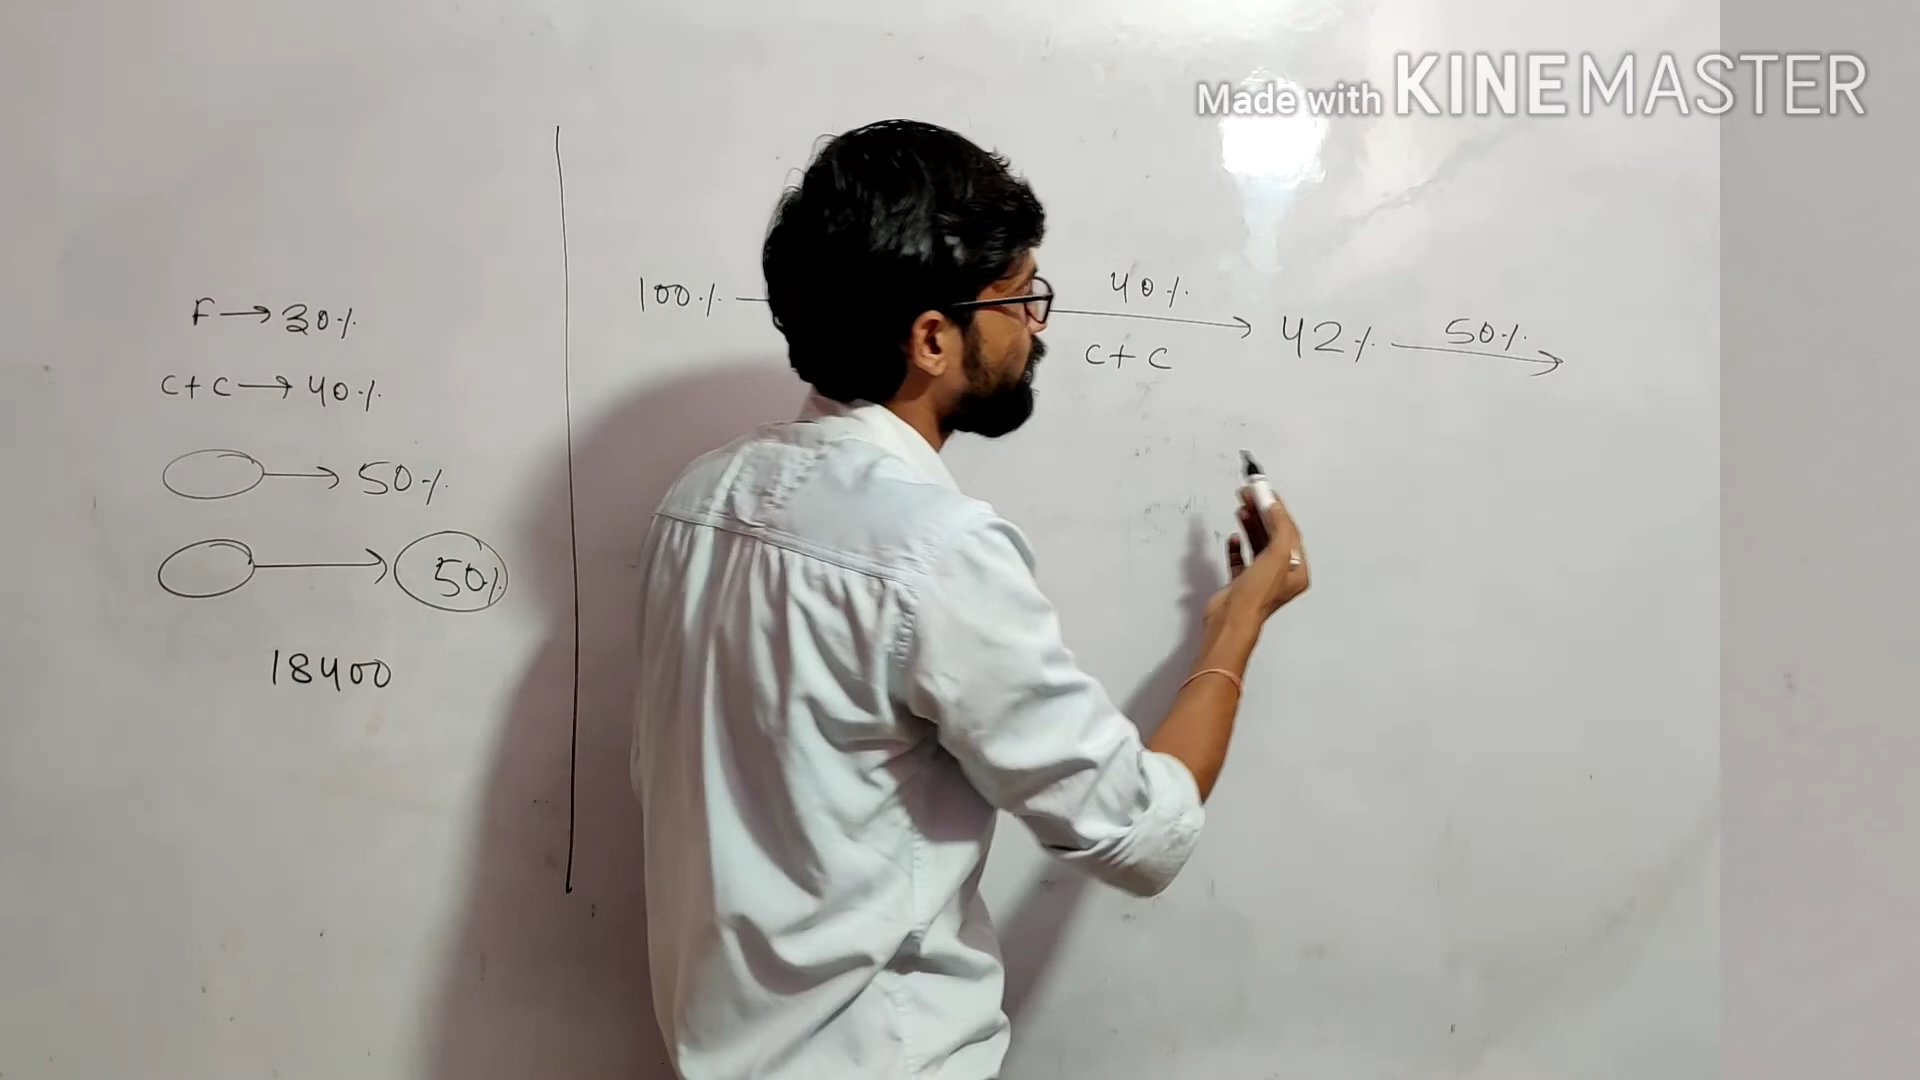 Made with KINEMASTER
F → 30%
C+C → 40%
→ 50%
→ 50%
18400
100% 40% 42% 50% →
C+C →